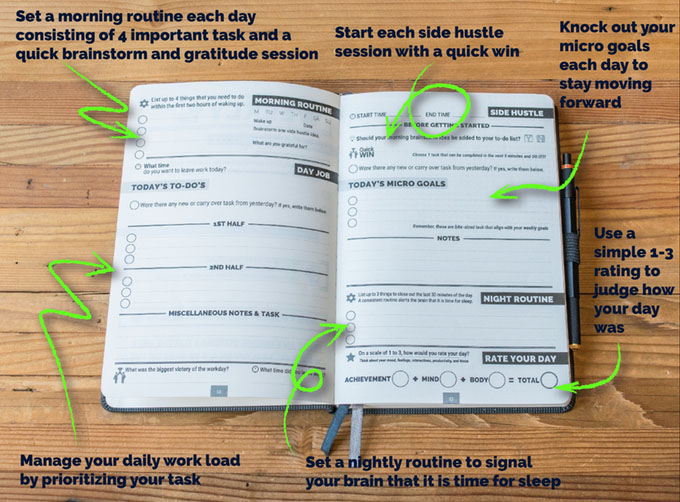 Set a morning routine each day
consisting of 4 important task and a
quick brainstorm and gratitude session
Start each side hustle
session with a quick win
Knock out your
micro goals
each day to
stay moving
forward
List up to 4 things that you need to do
within the first two hours of waking up.
MORNING ROUTINE
M T W TH F SA SU
Wake up Date
Brainstorm one side hustle idea.
What are you grateful for?
What time
Do you want to leave work today?
DAY JOB
TODAY'S TO-DO'S
Were there any new or carry over task from yesterday? If yes, write them below.
1ST HALF
2ND HALF
MISCELLANEOUS NOTES & TASK
What was the biggest victory of the workday?
What time did
START TIME END TIME
SIDE HUSTLE
BEFORE GETTING STARTED
Should your morning brainstorm ideas be added to your to-do list? Y N
Quick
WIN
Choose 1 task that can be completed in the next 5 minutes and
Were there any new or carry over task from yesterday? If yes, write them below.
TODAY'S MICRO GOALS
Remember: these are bite-sized task that align with your weekly goals
NOTES
List up to 3 things to close out the last 30 minutes of the day.
A consistent routine alerts the brain that it is time for sleep.
NIGHT ROUTINE
On a scale of 1 to 3, how would you rate your day?
Think about your mood, feelings, interactions, productivity, and
RATE YOUR DAY
ACHIEVEMENT + MIND + BODY = TOTAL
Use a
simple 1-3
rating to
judge how
your day
was
Manage your daily work load
by prioritizing your task
Set a nightly routine to signal
your brain that it is time for sleep